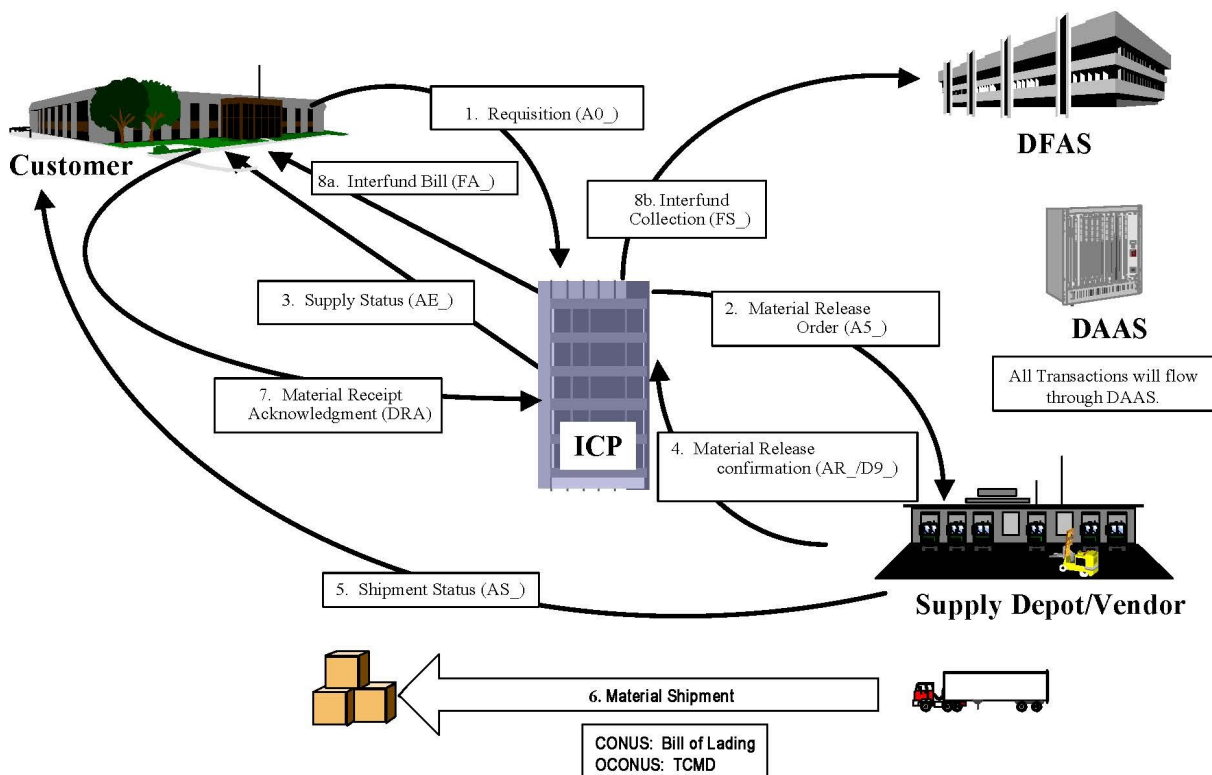 1. Requisition (A0_)
Customer
8a. Interfund Bill (FA_)
DFAS
8b. Interfund
Collection (FS_)
3. Supply Status (AE_)
2. Material Release
Order (A5_)
DAAS
All Transactions will flow
through DAAS.
7. Material Receipt
Acknowledgment (DRA)
ICP
4. Material Release
confirmation (AR_/D9_)
5. Shipment Status (AS_)
Supply Depot/Vendor
6. Material Shipment
CONUS: Bill of Lading
OCONUS: TCMD